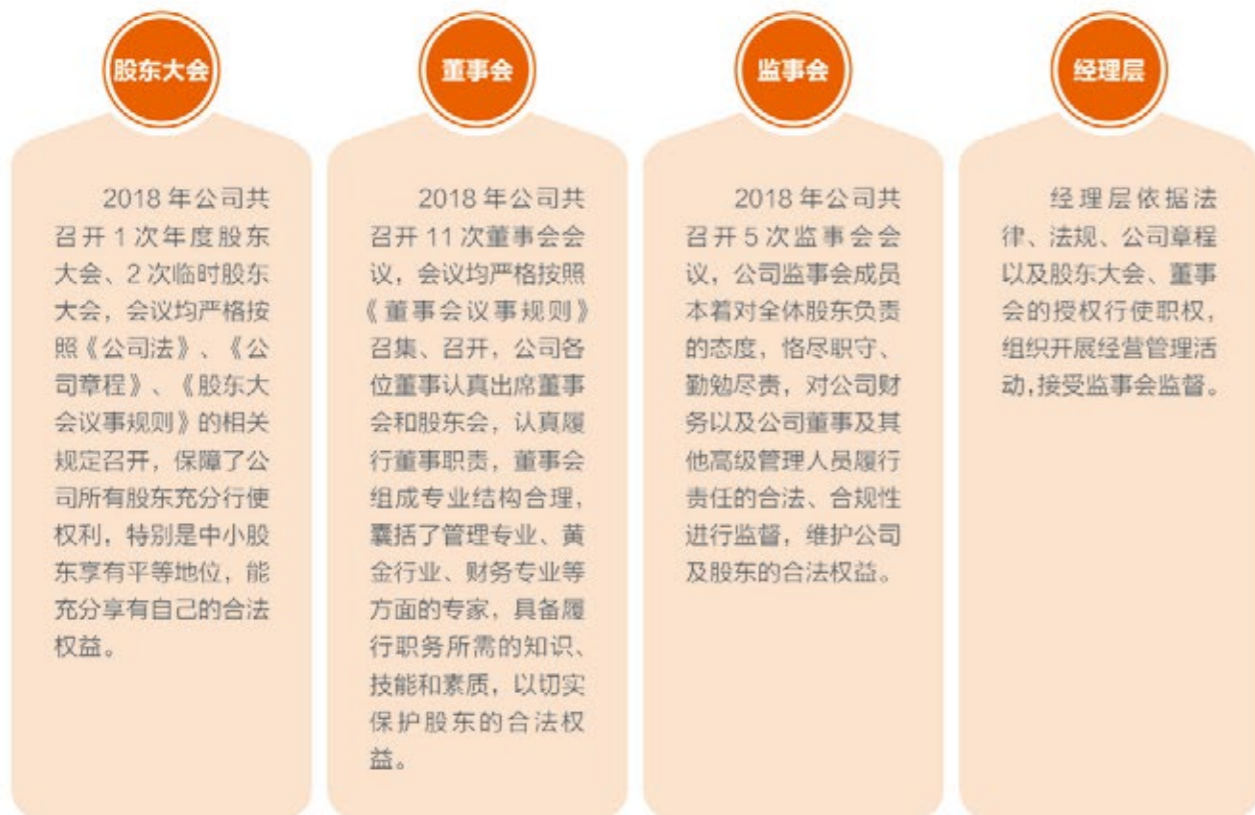 股东大会
2018 年公司共
召开 1 次年度股东
大会、2 次临时股东
大会，会议均严格按
照《公司法》、《公
司章程》、《股东大
会议事规则》的相关
规定召开，保障了公
司所有股东充分行使
权利，特别是中小股
东享有平等地位，能
充分享有自己的合法
权益。
董事会
2018 年公司共
召开 11 次董事会会
议，会议均严格按照
《董事会议事规则》
召集、召开，公司各
位董事认真出席董事
会和股东会，认真履
行董事职责，董事会
组成专业结构合理，
囊括了管理专业、黄
金行业、财务专业等
方面的专家，具备履
行职务所需的知识、
技能和素质，以切实
保护股东的合法权
益。
监事会
2018 年公司共
召开 5 次监事会会
议，公司监事会成员
本着对全体股东负责
的态度，恪尽职守、
勤勉尽责，对公司财
务以及公司董事及其
他高级管理人员履行
责任的合法、合规性
进行监督，维护公司
及股东的合法权益。
经理层
经理层依据法
律、法规、公司章程
以及股东大会、董事
会的授权行使职权，
组织开展经营管理活
动，接受监事会监督。